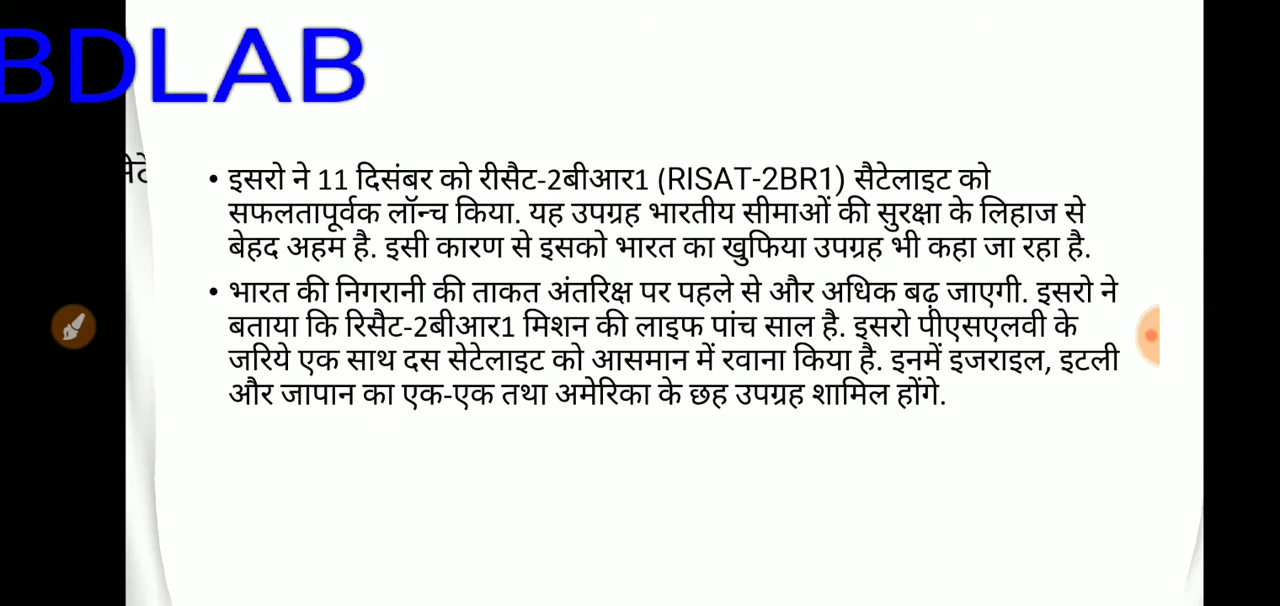 BDLAB
• इसरो ने 11 दिसंबर को रीसैट-2बीआर1 (RISAT-2BR1) सैटेलाइट को
सफलतापूर्वक लॉन्च किया. यह उपग्रह भारतीय सीमाओं की सुरक्षा के लिहाज से
बेहद अहम है. इसी कारण से इसको भारत का खुफिया उपग्रह भी कहा जा रहा है.
• भारत की निगरानी की ताकत अंतरिक्ष पर पहले से और अधिक बढ़ जाएगी. इसरो ने
बताया कि रिसैट-2बीआर1 मिशन की लाइफ पांच साल है. इसरो पीएसएलवी के
जरिये एक साथ दस सेटेलाइट को आसमान में रवाना किया है. इनमें इजराइल, इटली
और जापान का एक-एक तथा अमेरिका के छह उपग्रह शामिल होंगे.